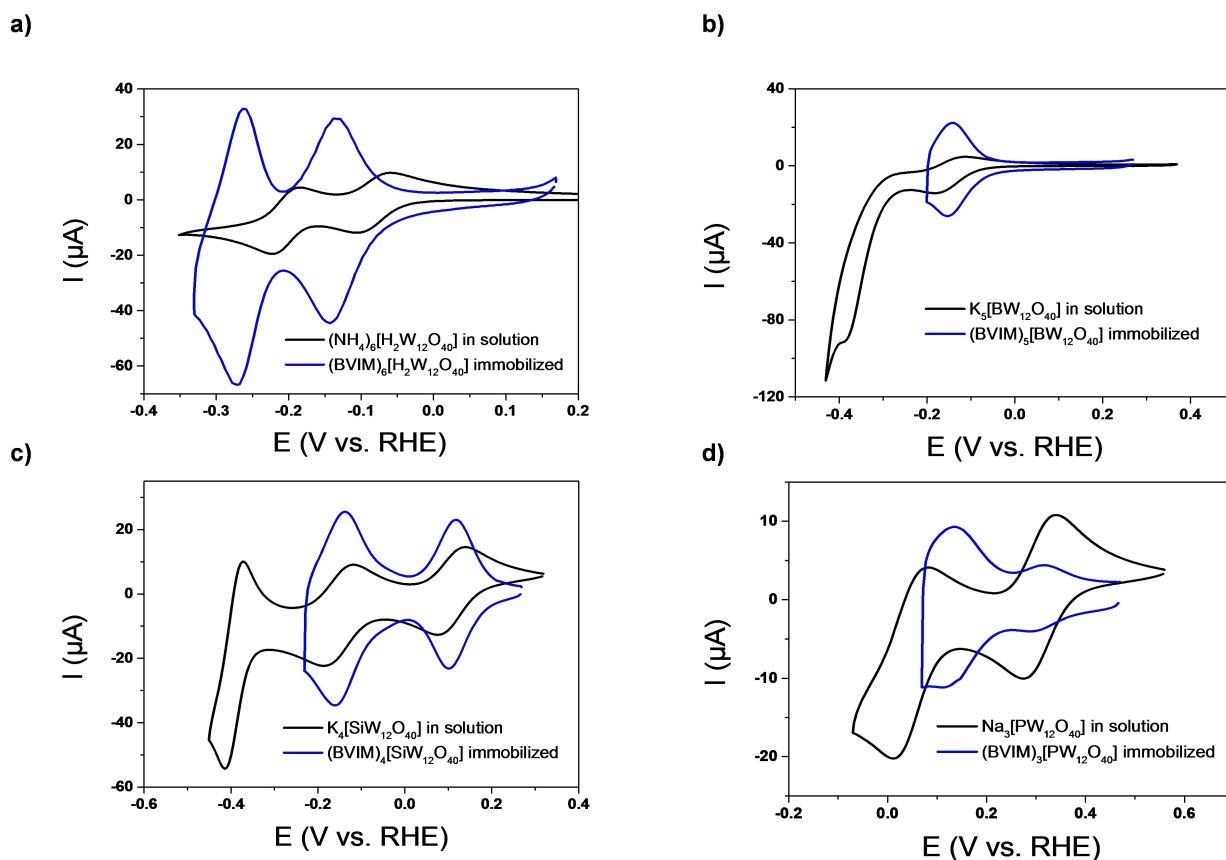 a)
40
20
0
-20
-40
-60
I (µA)
(NH₄)₆[H₂W₁₂O₄₀] in solution
(BVIM)₆[H₂W₁₂O₄₀] immobilized
-0.4 -0.3 -0.2 -0.1 0.0 0.1 0.2
E (V vs. RHE)
b)
40
0
-40
-80
-120
I (µA)
K₅[BW₁₂O₄₀] in solution
(BVIM)₅[BW₁₂O₄₀] immobilized
-0.4 -0.2 0.0 0.2 0.4
E (V vs. RHE)
c)
20
0
-20
-40
-60
I (µA)
K₄[SiW₁₂O₄₀] in solution
(BVIM)₄[SiW₁₂O₄₀] immobilized
-0.6 -0.4 -0.2 0.0 0.2 0.4
E (V vs. RHE)
d)
10
0
-10
-20
I (µA)
Na₃[PW₁₂O₄₀] in solution
(BVIM)₃[PW₁₂O₄₀] immobilized
-0.2 0.0 0.2 0.4 0.6
E (V vs. RHE)